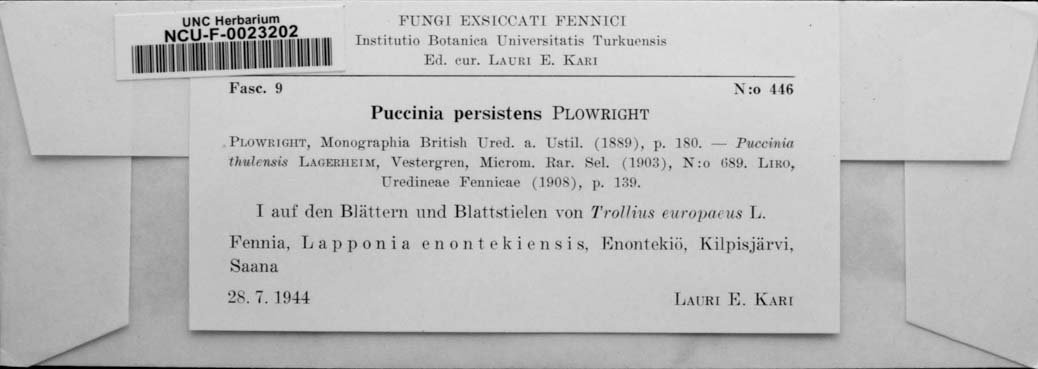 UNC Herbarium
NCU-F-0023202
FUNGI EXSICCATI FENNICI
Institutio Botanica Universitatis Turkuensis
Ed. cur. LAURI E. KARI
Fasc. 9 N:o 446
Puccinia persistens PLOWRIGHT
PLOWRIGHT, Monographia British Ured. a. Ustil. (1889), p. 180. — Puccinia
thulensis LAGERHEIM, Vestergren, Microm. Rar. Sel. (1903), N:o 689. LIRO,
Uredineae Fennicae (1908), p. 139.
I auf den Blättern und Blattstielen von Trollius europaeus L.
Fennia, Lapponia enontekiensis, Enontekiö, Kilpisjärvi,
Saana
28. 7. 1944 LAURI E. KARI